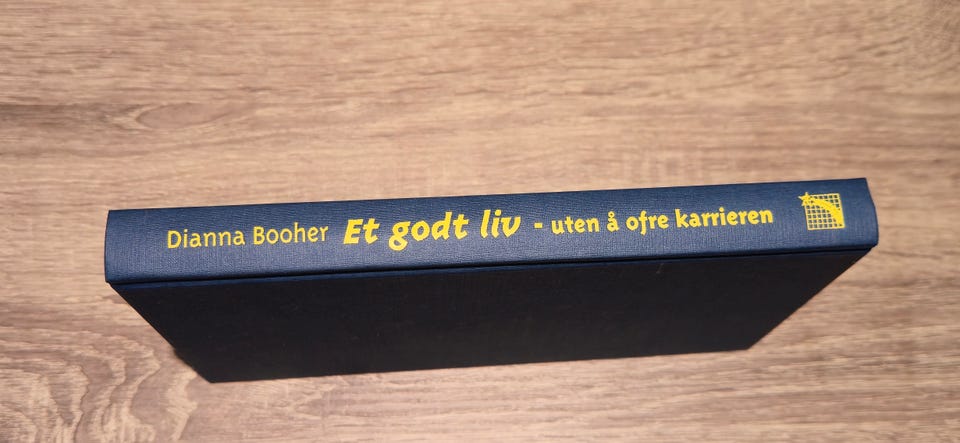 Dianna Booher Et godt liv - uten å ofre karrieren